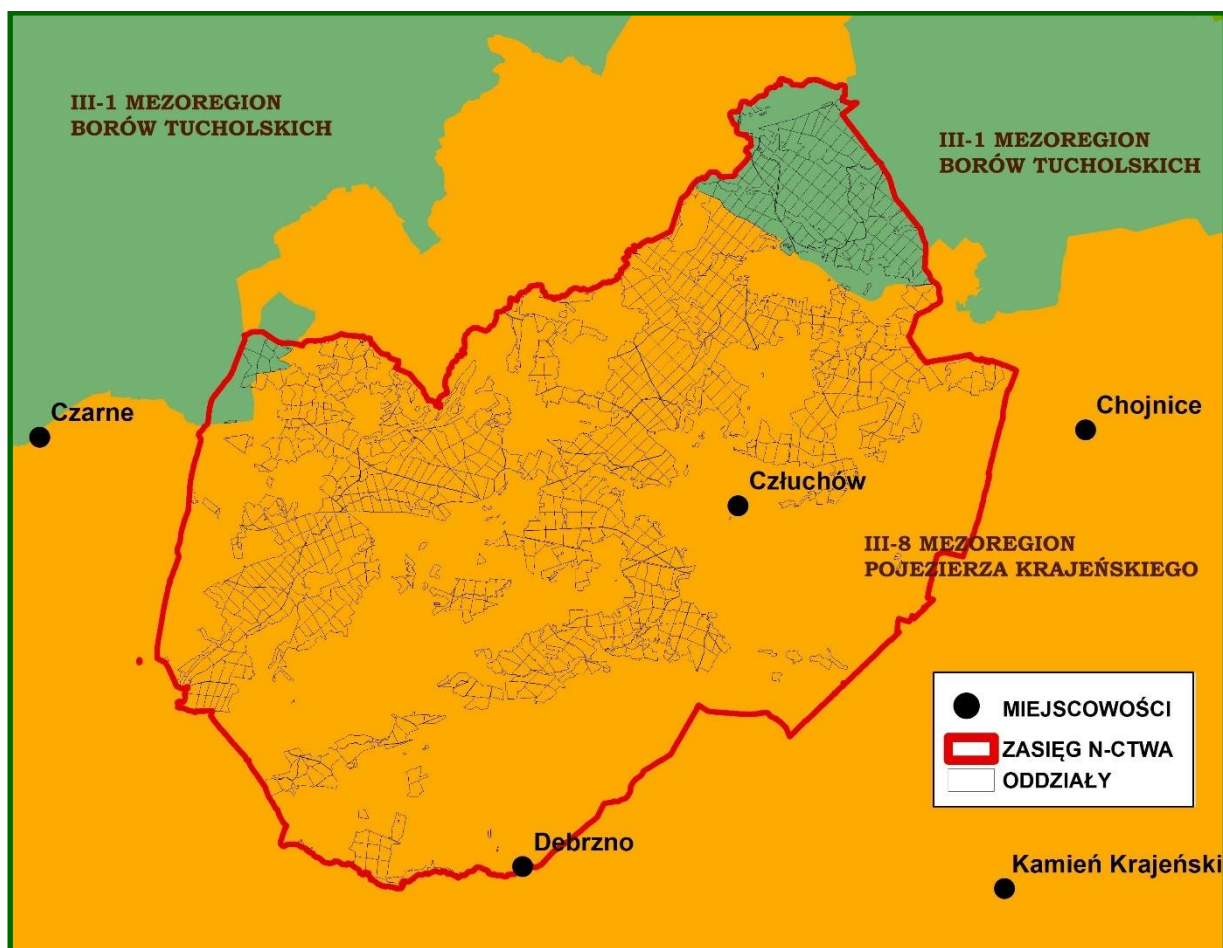 III-1 MEZOREGION
BORÓW TUCHOLSKICH
III-1 MEZOREGION
BORÓW TUCHOLSKICH
Czarne
Chojnice
Człuchów
III-8 MEZOREGION
POJEZIERZA KRAJEŃSKIEGO
MIEJSCOWOŚCI
ZASIĘG N-CTWA
ODDZIAŁY
Debrzno
Kamień Krajeński